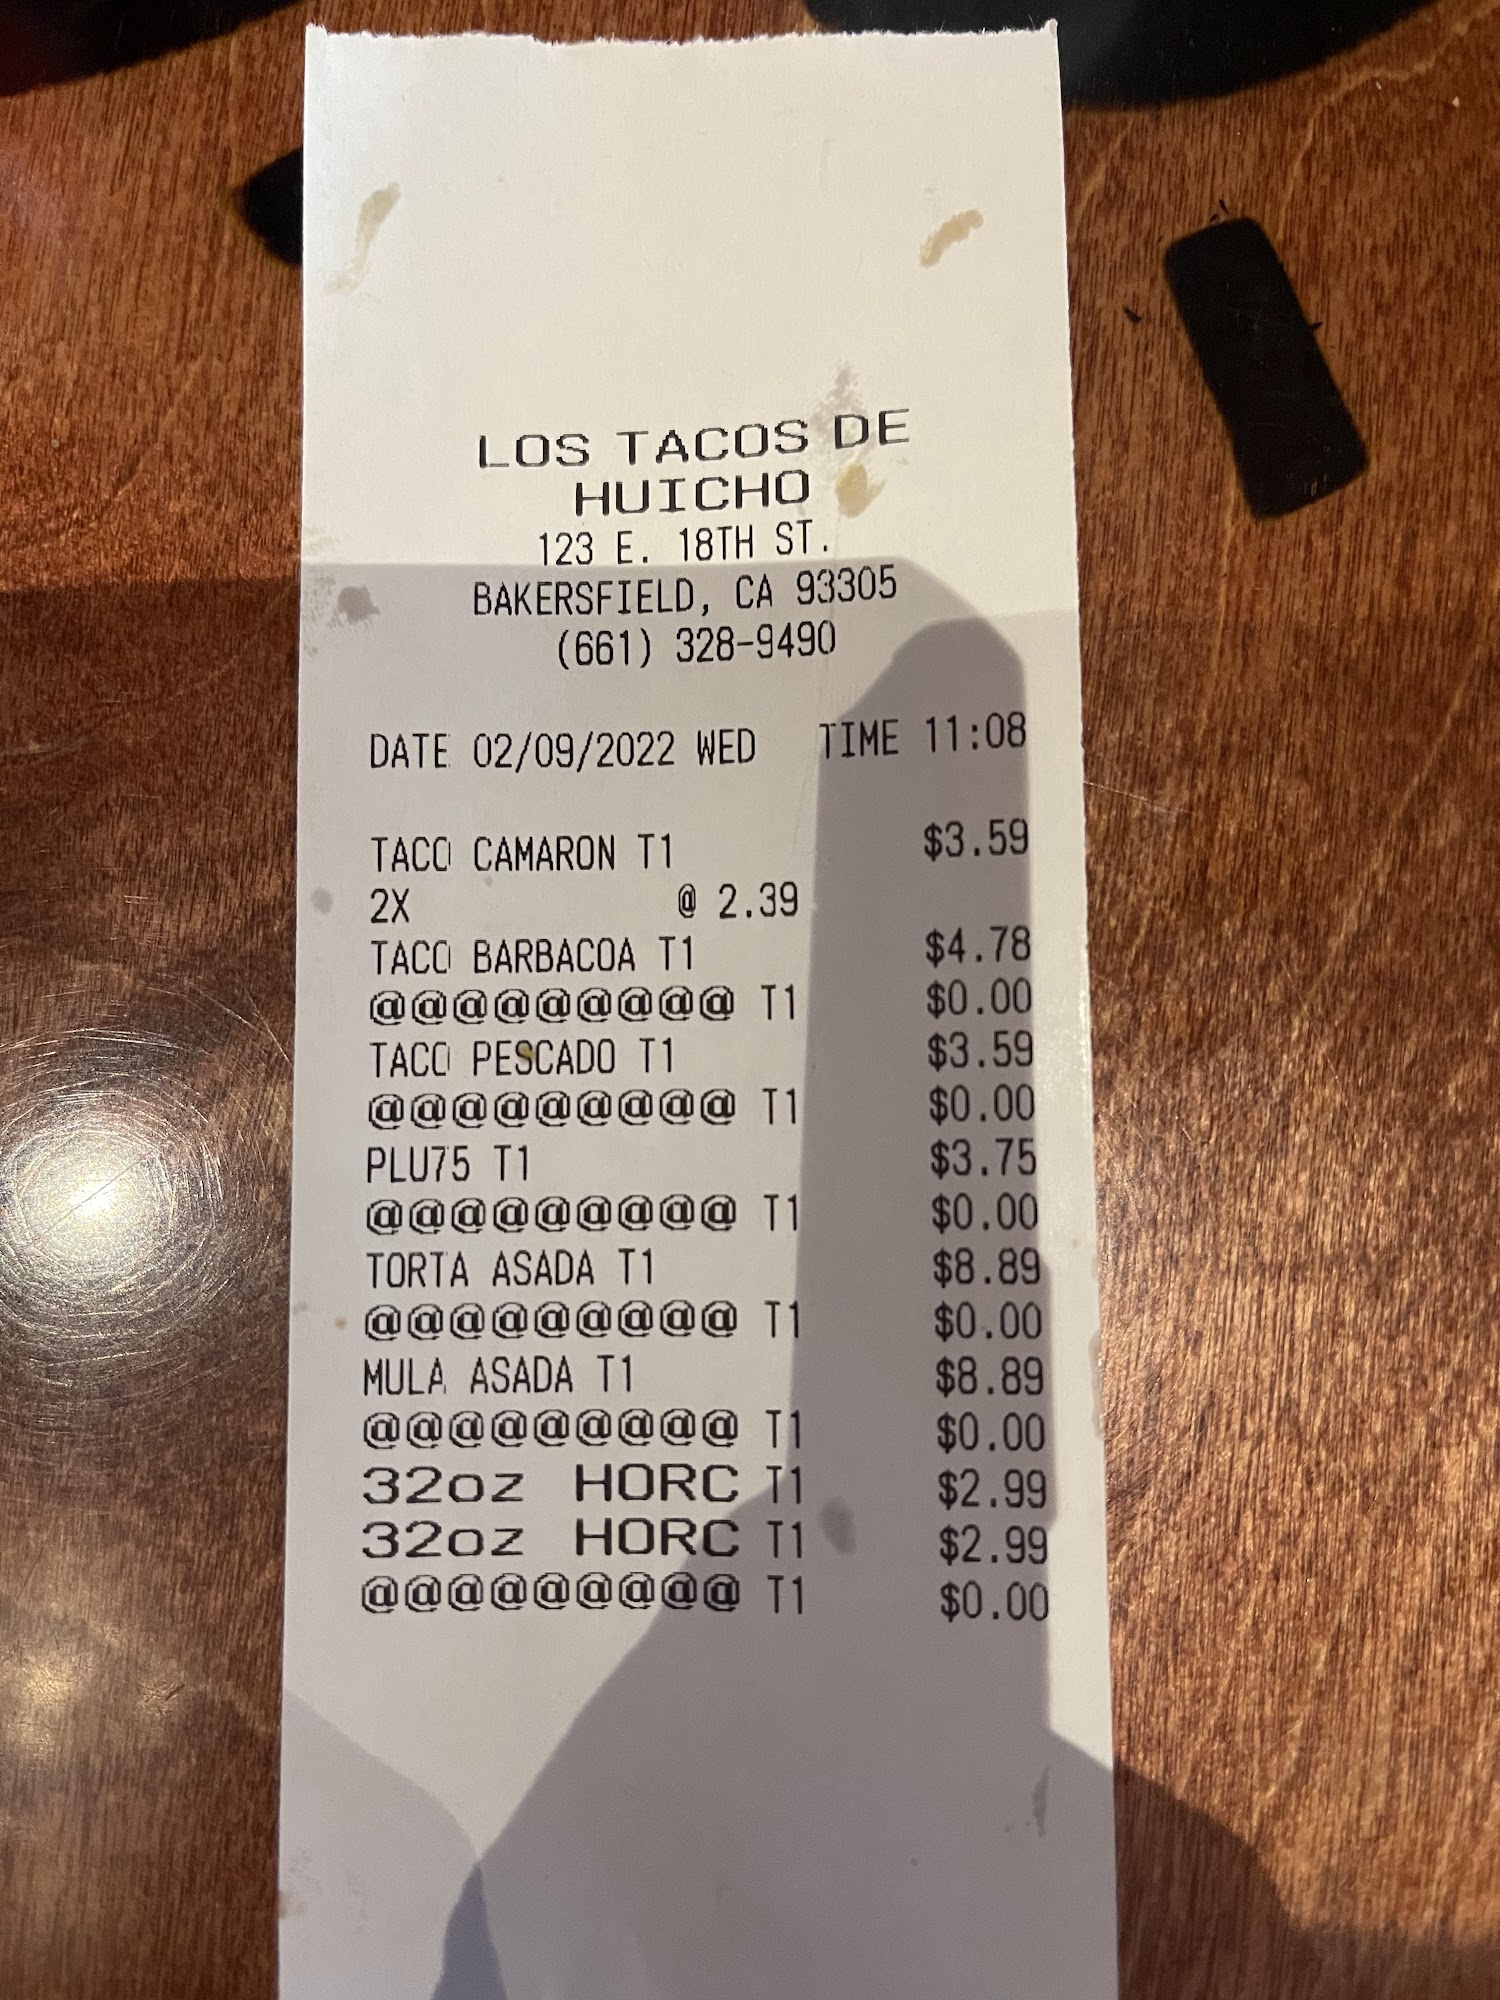 LOS TACOS DE
HUICHO
123 E. 18TH ST.
BAKERSFIELD, CA 93305
(661) 328-9490
DATE 02/09/2022 WED TIME 11:08
TACO CAMARON T1 $3.59
2X @ 2.39
TACO BARBACOA T1 $4.78
@@@@@@@@@ T1 $0.00
TACO PESCADO T1 $3.59
@@@@@@@@@ T1 $0.00
PLU75 T1 $3.75
@@@@@@@@@ T1 $0.00
TORTA ASADA T1 $8.89
@@@@@@@@@ T1 $0.00
MULA ASADA T1 $8.89
@@@@@@@@@ T1 $0.00
32oz HORC T1 $2.99
32oz HORC T1 $2.99
@@@@@@@@@ T1 $0.00